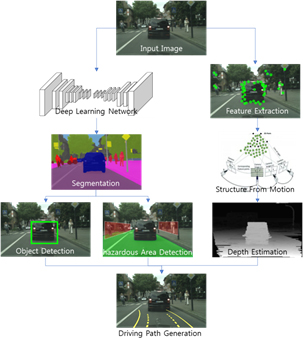 Input Image
Deep Learning Network
Feature Extraction
Segmentation
Structure From Motion
Object Detection
Hazardous Area Detection
Depth Estimation
Driving Path Generation